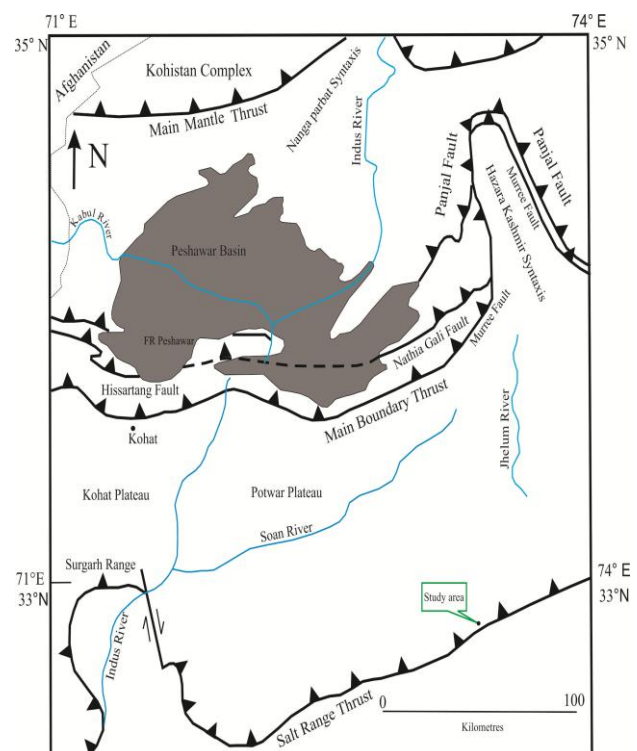 71° E
74° E
35° N
35° N
Afghanistan
Kohistan Complex
Main Mantle Thrust
Nanga parbat Syntaxis
Indus River
N
Panjal Fault
Panjal Fault
Murree Fault
Hazara Kashmir Syntaxis
Kabul River
Peshawar Basin
FR Peshawar
Nathia Gali Fault
Murree Fault
Hissartang Fault
Main Boundary Thrust
Kohat
Jhelum River
Kohat Plateau
Potwar Plateau
Soan River
Surgarh Range
71° E
33° N
74° E
33° N
Study area
Indus River
Salt Range Thrust
0
100
Kilometres